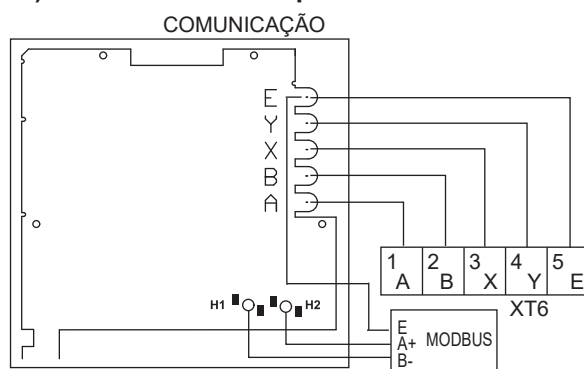 COMUNICAÇÃO
E
Y
X
B
A
1 2 3 4 5
A B X Y E
XT6
H1 H2
E
A+ MODBUS
B-